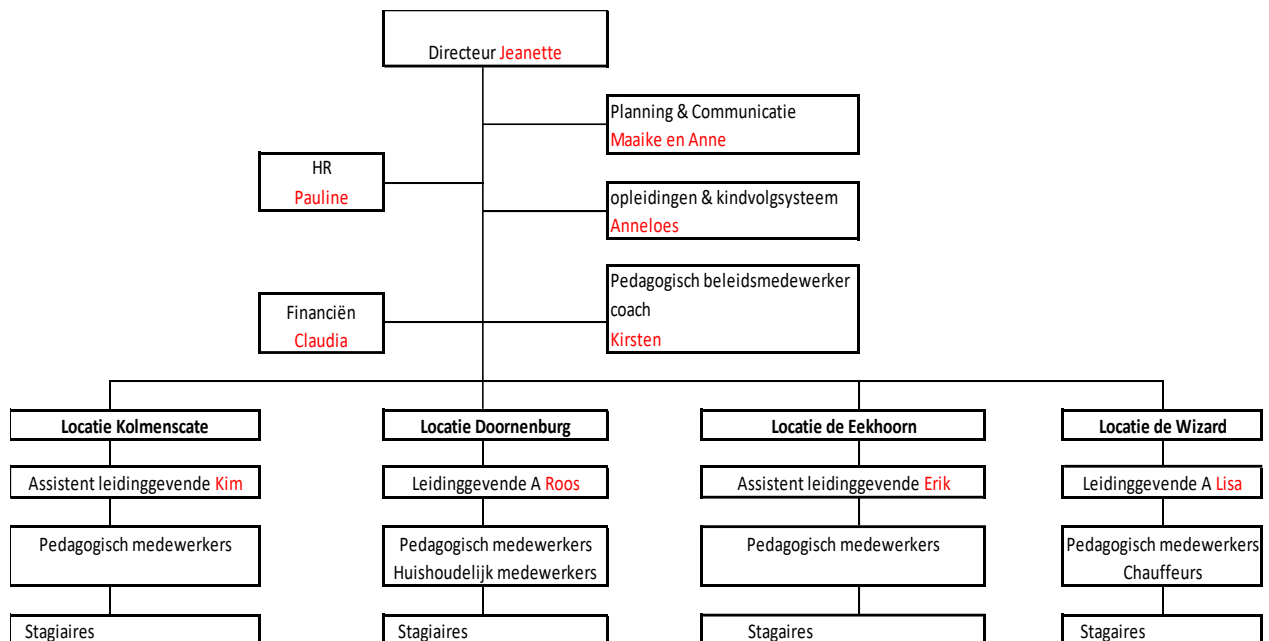 Directeur Jeanette
Planning & Communicatie
Maaike en Anne
HR
Pauline
opleidingen & kindvolgsysteem
Anneloes
Pedagogisch beleidsmedewerker
coach
Kirsten
Financiën
Claudia
Locatie Kolmenscate
Locatie Doornenburg
Locatie de Eekhoorn
Locatie de Wizard
Assistent leidinggevende Kim
Leidinggevende A Roos
Assistent leidinggevende Erik
Leidinggevende A Lisa
Pedagogisch medewerkers
Pedagogisch medewerkers
Huishoudelijk medewerkers
Pedagogisch medewerkers
Pedagogisch medewerkers
Chauffeurs
Stagiaires
Stagiaires
Stagaires
Stagaires